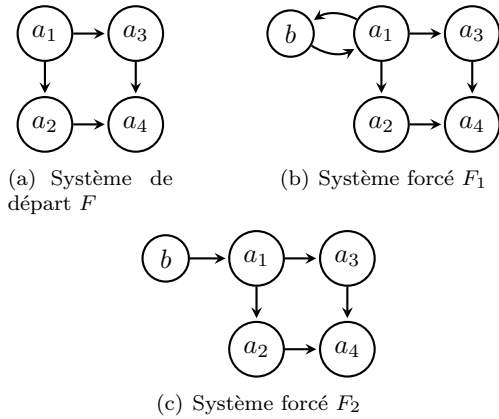 a₁ a₃
a₂ a₄
(a) Système de
départ F
b a₁ a₃
a₂ a₄
(b) Système forcé F₁
b a₁ a₃
a₂ a₄
(c) Système forcé F₂